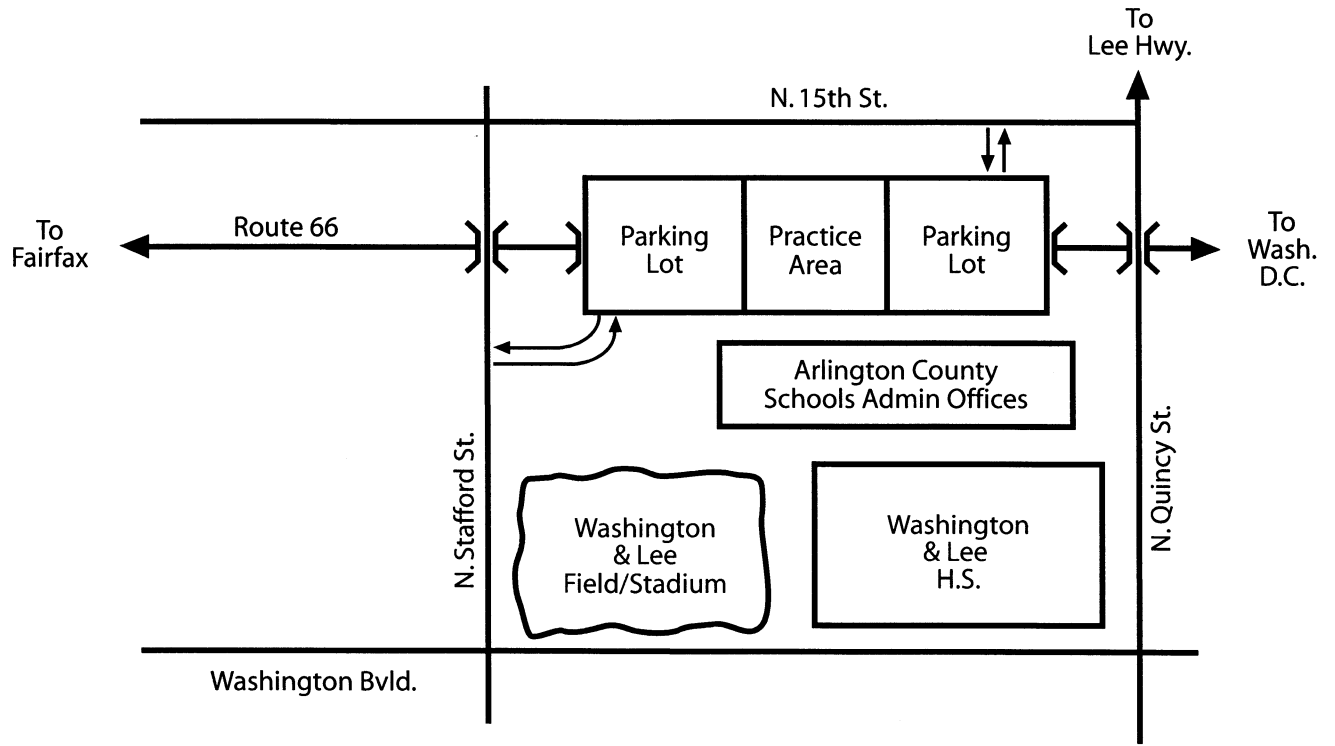 To
Lee Hwy.
N. 15th St.
To
Fairfax
Route 66
Parking
Lot
Practice
Area
Parking
Lot
To
Wash.
D.C.
Arlington County
Schools Admin Offices
N. Stafford St.
N. Quincy St.
Washington
& Lee
Field/Stadium
Washington
& Lee
H.S.
Washington Bvld.